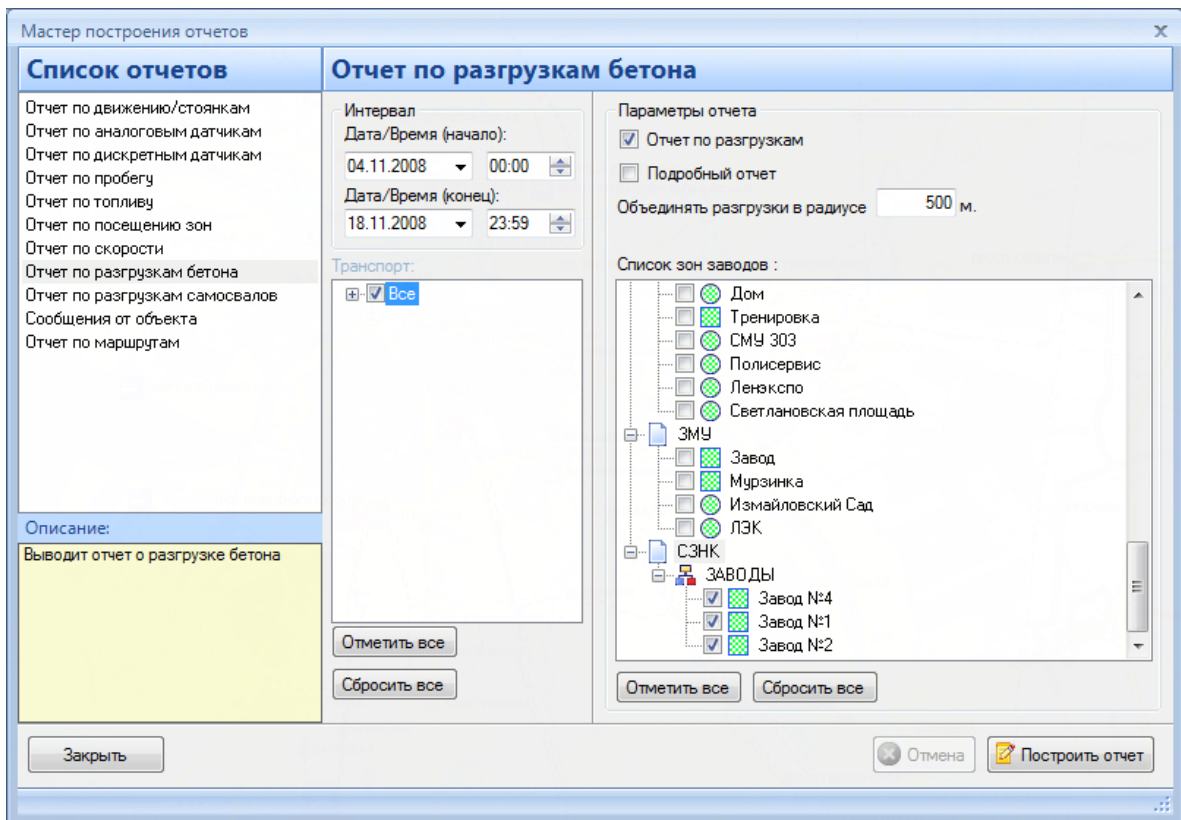 Мастер построения отчетов
Список отчетов
Отчет по разгрузкам бетона
Отчет по движению/стоянкам
Отчет по аналоговым датчикам
Отчет по дискретным датчикам
Отчет по пробегу
Отчет по топливу
Отчет по посещению зон
Отчет по скорости
Отчет по разгрузкам бетона
Отчет по разгрузкам самосвалов
Сообщения от объекта
Отчет по маршрутам
Описание:
Выводит отчет о разгрузке бетона
Интервал
Дата/Время (начало):
04.11.2008 00:00
Дата/Время (конец):
18.11.2008 23:59
Транспорт:
Все
Отметить все
Сбросить все
Параметры отчета
Отчет по разгрузкам
Подробный отчет
Объединять разгрузки в радиусе 500 м.
Список зон заводов :
Дом
Тренировка
СМУ 303
Полисервис
Ленэкспо
Светлановская площадь
ЗМУ
Завод
Мурзинка
Измайловский Сад
ЛЭК
СЗНК
ЗАВОДЫ
Завод №4
Завод №1
Завод №2
Отметить все
Сбросить все
Закрыть
Отмена
Построить отчет